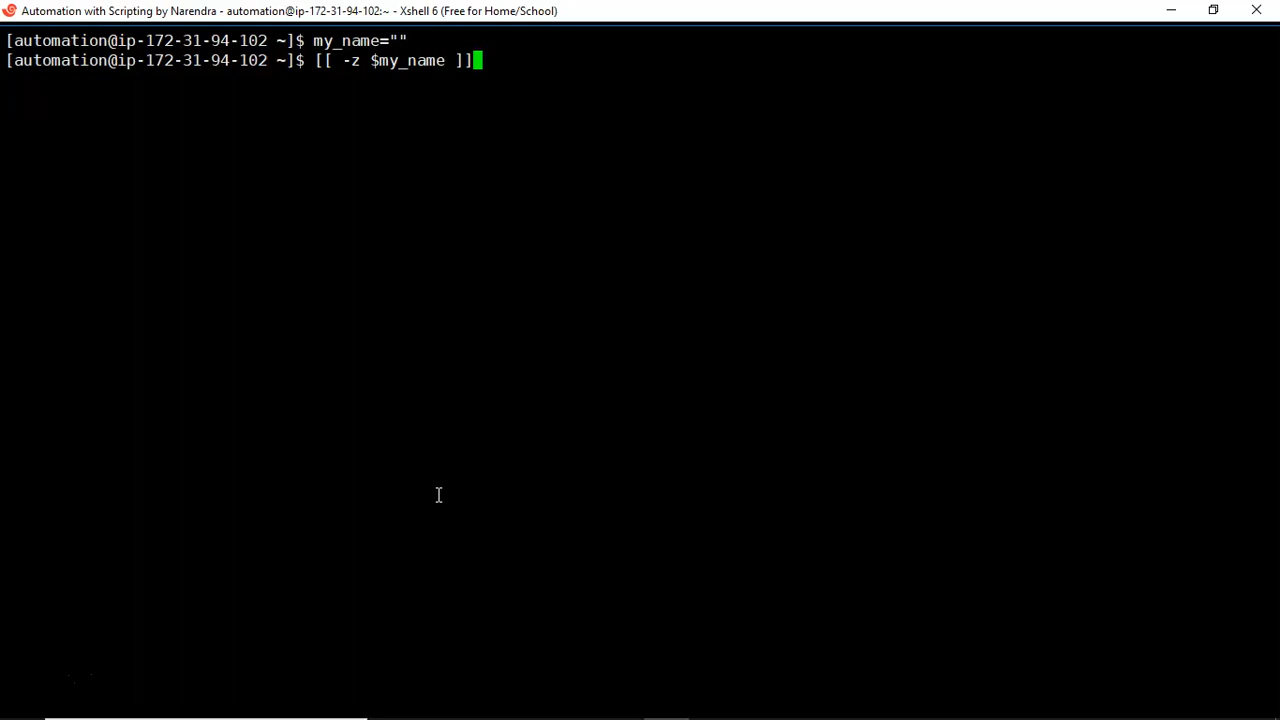 Automation with Scripting by Narendra - automation@ip-172-31-94-102:~ - Xshell 6 (Free for Home/School)
[automation@ip-172-31-94-102 ~]$ my_name=""
[automation@ip-172-31-94-102 ~]$ [[ -z $my_name ]]